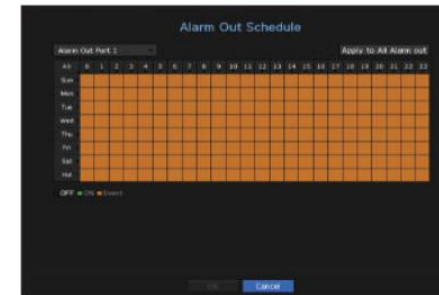 Alarm Out Schedule
Alarm Out Port 1 Apply to All Alarm out
All 0 1 2 3 4 5 6 7 8 9 10 11 12 13 14 15 16 17 18 19 20 21 22 23
Sun
Mon
Tue
Wed
Thu
Fri
Sat
Hol
OFF ON Event
OK Cancel